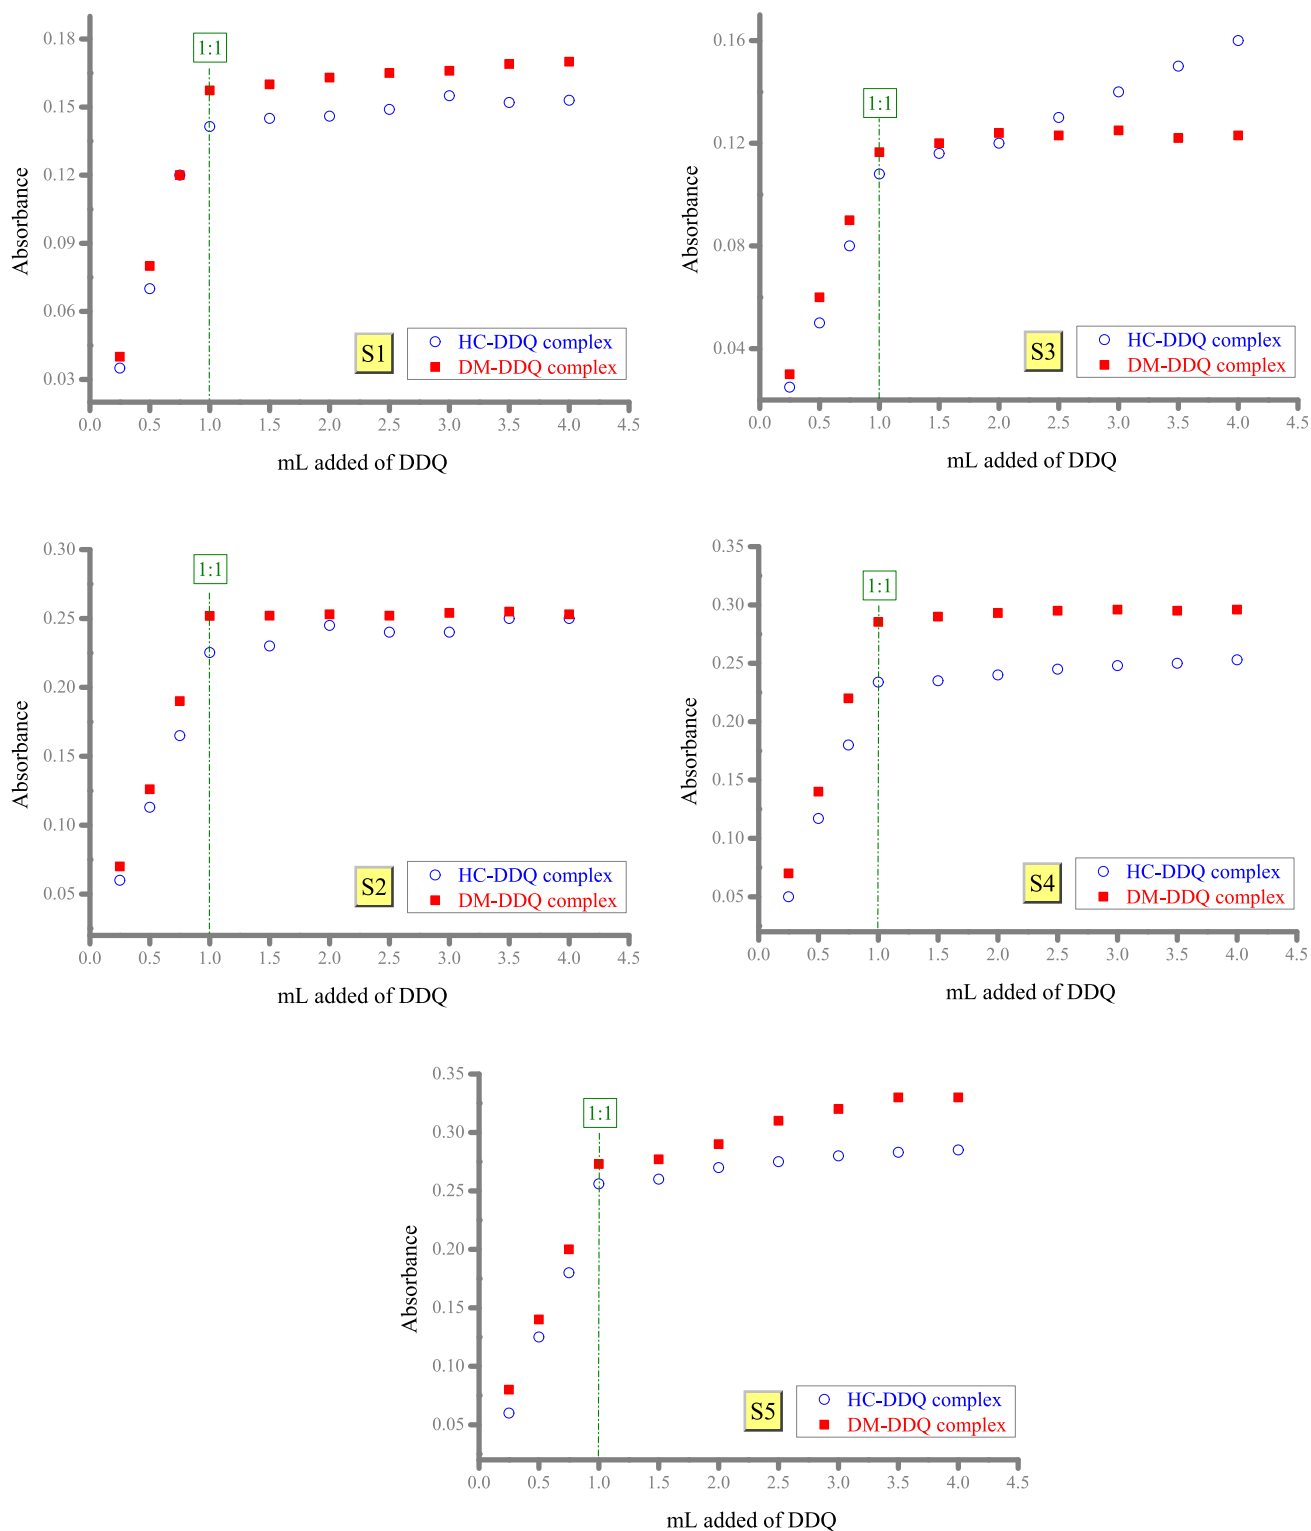 0.18
0.15
0.12
0.09
0.06
0.03
Absorbance
1:1
S1
HC-DDQ complex
DM-DDQ complex
0.0 0.5 1.0 1.5 2.0 2.5 3.0 3.5 4.0 4.5
mL added of DDQ
0.16
0.12
0.08
0.04
Absorbance
1:1
S3
HC-DDQ complex
DM-DDQ complex
0.0 0.5 1.0 1.5 2.0 2.5 3.0 3.5 4.0 4.5
mL added of DDQ
0.30
0.25
0.20
0.15
0.10
0.05
Absorbance
1:1
S2
HC-DDQ complex
DM-DDQ complex
0.0 0.5 1.0 1.5 2.0 2.5 3.0 3.5 4.0 4.5
mL added of DDQ
0.35
0.30
0.25
0.20
0.15
0.10
0.05
Absorbance
1:1
S4
HC-DDQ complex
DM-DDQ complex
0.0 0.5 1.0 1.5 2.0 2.5 3.0 3.5 4.0 4.5
mL added of DDQ
0.35
0.30
0.25
0.20
0.15
0.10
0.05
Absorbance
1:1
S5
HC-DDQ complex
DM-DDQ complex
0.0 0.5 1.0 1.5 2.0 2.5 3.0 3.5 4.0 4.5
mL added of DDQ